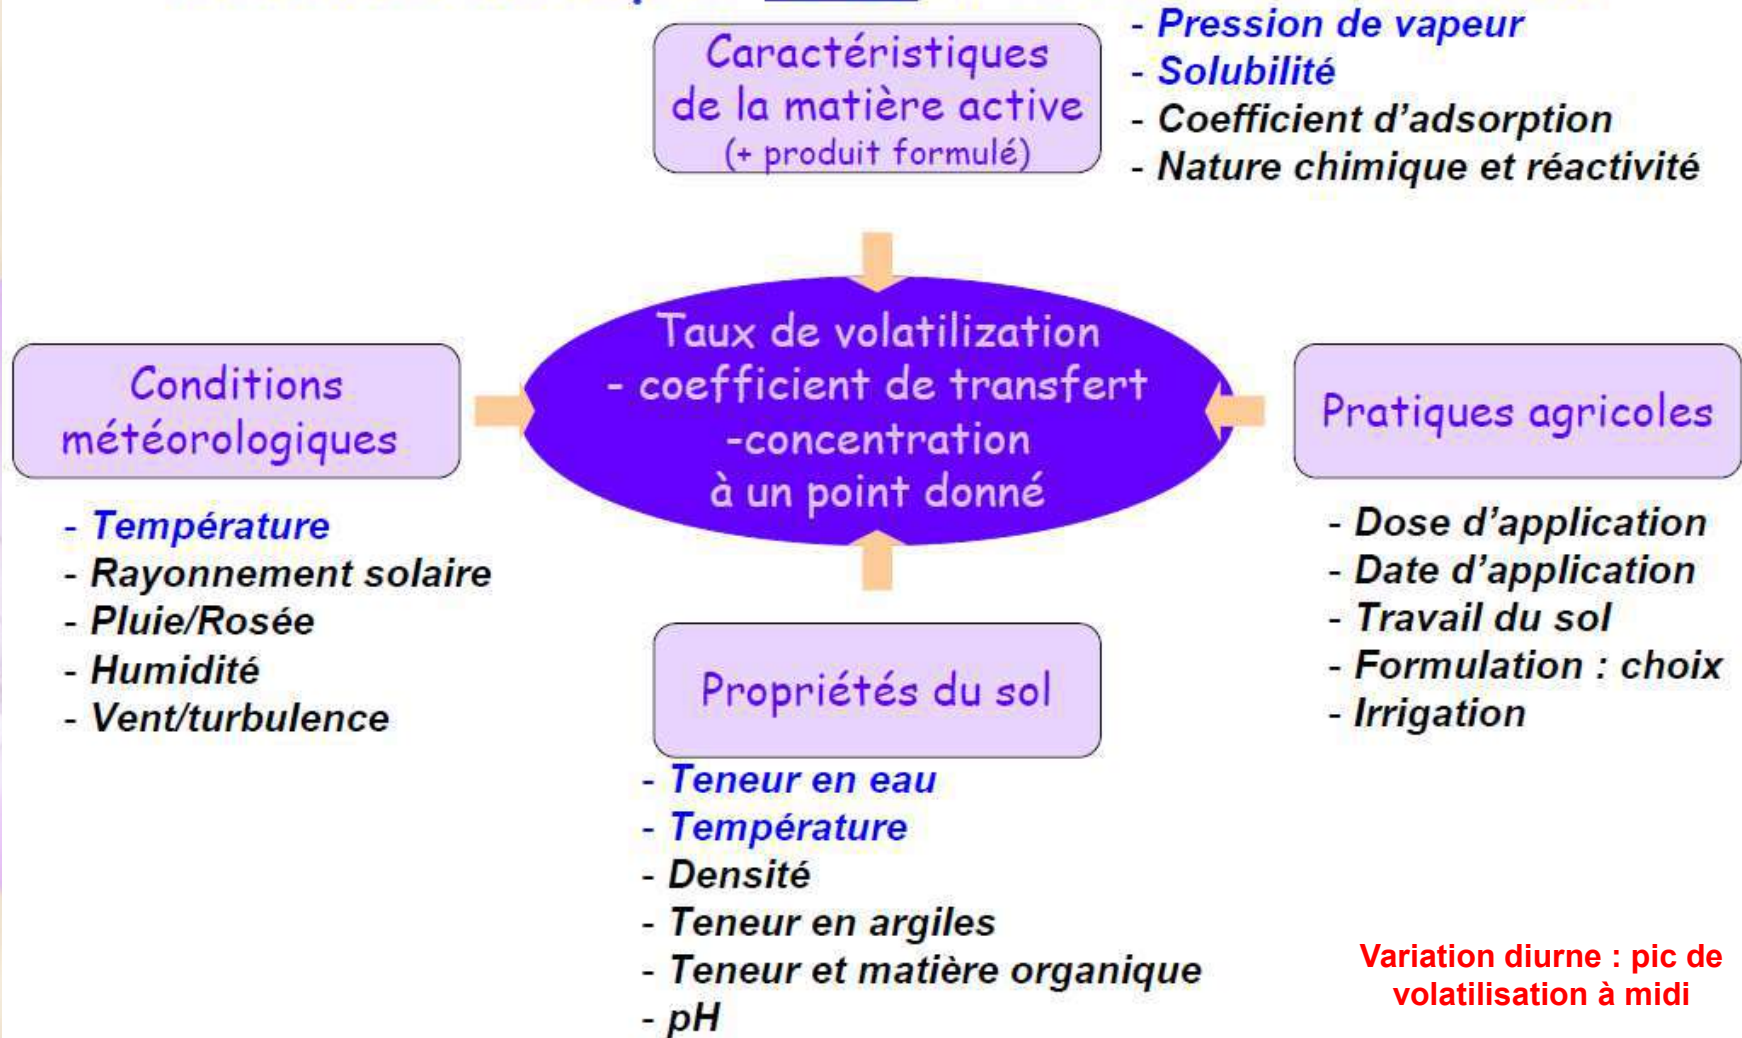 Caractéristiques
de la matière active
(+ produit formulé)
- Pression de vapeur
- Solubilité
- Coefficient d'adsorption
- Nature chimique et réactivité
Taux de volatilization
- coefficient de transfert
-concentration
à un point donné
Conditions
météorologiques
- Température
- Rayonnement solaire
- Pluie/Rosée
- Humidité
- Vent/turbulence
Pratiques agricoles
- Dose d'application
- Date d'application
- Travail du sol
- Formulation : choix
- Irrigation
Propriétés du sol
- Teneur en eau
- Température
- Densité
- Teneur en argiles
- Teneur et matière organique
- pH
Variation diurne : pic de
volatilisation à midi